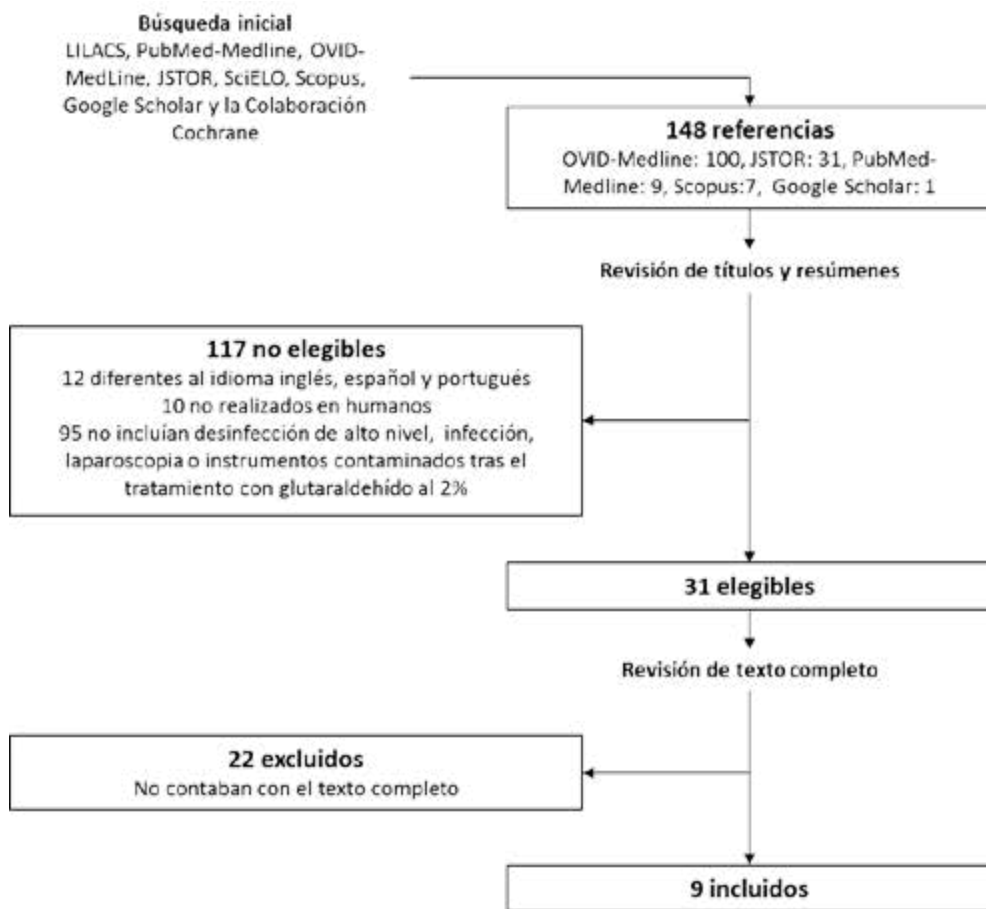 Búsqueda inicial
LILACS, PubMed-Medline, OVID-
MedLine, JSTOR, SciELO, Scopus,
Google Scholar y la Colaboración
Cochrane
148 referencias
OVID-Medline: 100, JSTOR: 31, PubMed-
Medline: 9, Scopus:7, Google Scholar: 1
Revisión de títulos y resúmenes
117 no elegibles
12 diferentes al idioma inglés, español y portugués
10 no realizados en humanos
95 no incluían desinfección de alto nivel, infección,
laparoscopia o instrumentos contaminados tras el
tratamiento con glutaraldehído al 2%
31 elegibles
Revisión de texto completo
22 excluidos
No contaban con el texto completo
9 incluidos